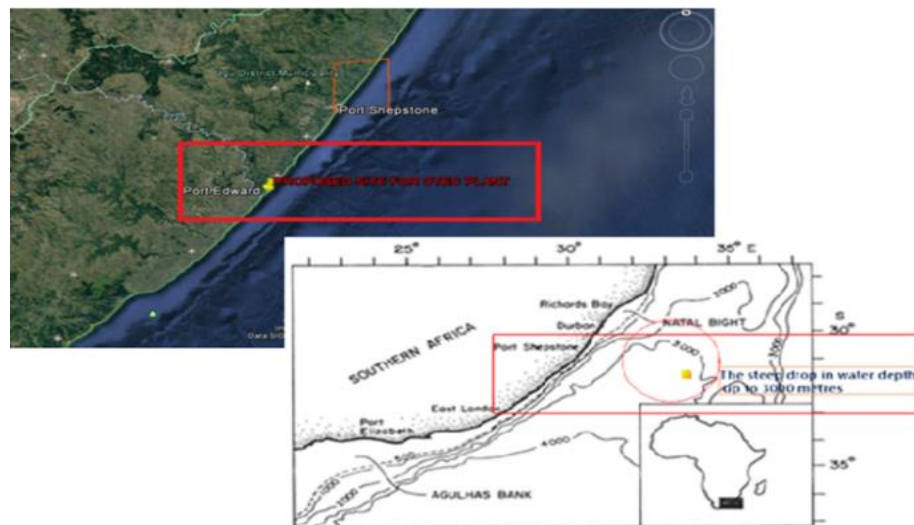 Port Shepstone
PROPOSED SITE FOR OTEC PLANT
Port Edward
25°
30°
35° E
S
30°
35°
SOUTHERN AFRICA
Richards Bay
Durban
NATAL BIGHT
Port Shepstone
East London
Port
Elizabeth
AGULHAS BANK
3000
4000
The steep drop in water depth
up to 3000 metres